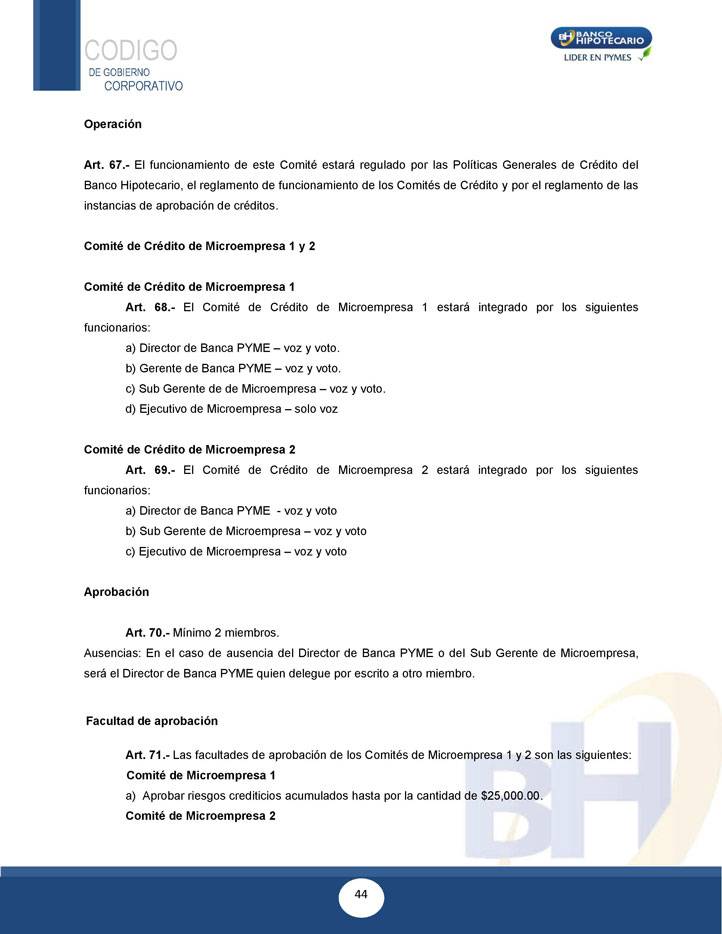 CODIGO
DE GOBIERNO
CORPORATIVO
BH BANCO
HIPOTECARIO
LIDER EN PYMES
Operación
Art. 67.- El funcionamiento de este Comité estará regulado por las Políticas Generales de Crédito del
Banco Hipotecario, el reglamento de funcionamiento de los Comités de Crédito y por el reglamento de las
instancias de aprobación de créditos.
Comité de Crédito de Microempresa 1 y 2
Comité de Crédito de Microempresa 1
Art. 68.- El Comité de Crédito de Microempresa 1 estará integrado por los siguientes
funcionarios:
a) Director de Banca PYME – voz y voto.
b) Gerente de Banca PYME – voz y voto.
c) Sub Gerente de de Microempresa – voz y voto.
d) Ejecutivo de Microempresa – solo voz
Comité de Crédito de Microempresa 2
Art. 69.- El Comité de Crédito de Microempresa 2 estará integrado por los siguientes
funcionarios:
a) Director de Banca PYME - voz y voto
b) Sub Gerente de Microempresa – voz y voto
c) Ejecutivo de Microempresa – voz y voto
Aprobación
Art. 70.- Mínimo 2 miembros.
Ausencias: En el caso de ausencia del Director de Banca PYME o del Sub Gerente de Microempresa,
será el Director de Banca PYME quien delegue por escrito a otro miembro.
Facultad de aprobación
Art. 71.- Las facultades de aprobación de los Comités de Microempresa 1 y 2 son las siguientes:
Comité de Microempresa 1
a) Aprobar riesgos crediticios acumulados hasta por la cantidad de $25,000.00.
Comité de Microempresa 2
BH
44